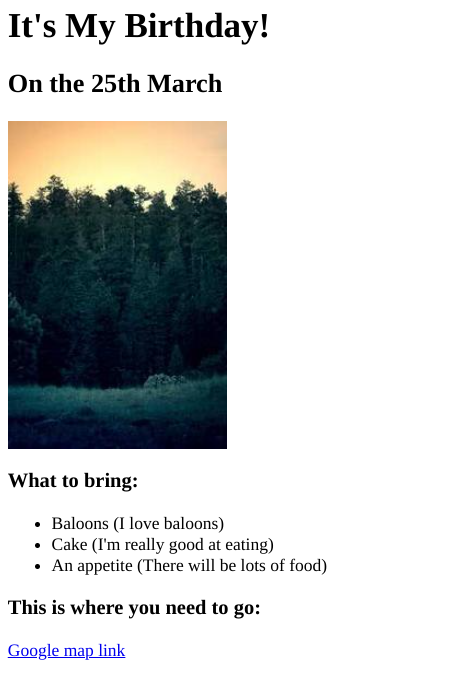 It's My Birthday!
On the 25th March
What to bring:
Baloons (I love baloons)
Cake (I'm really good at eating)
An appetite (There will be lots of food)
This is where you need to go:
Google map link